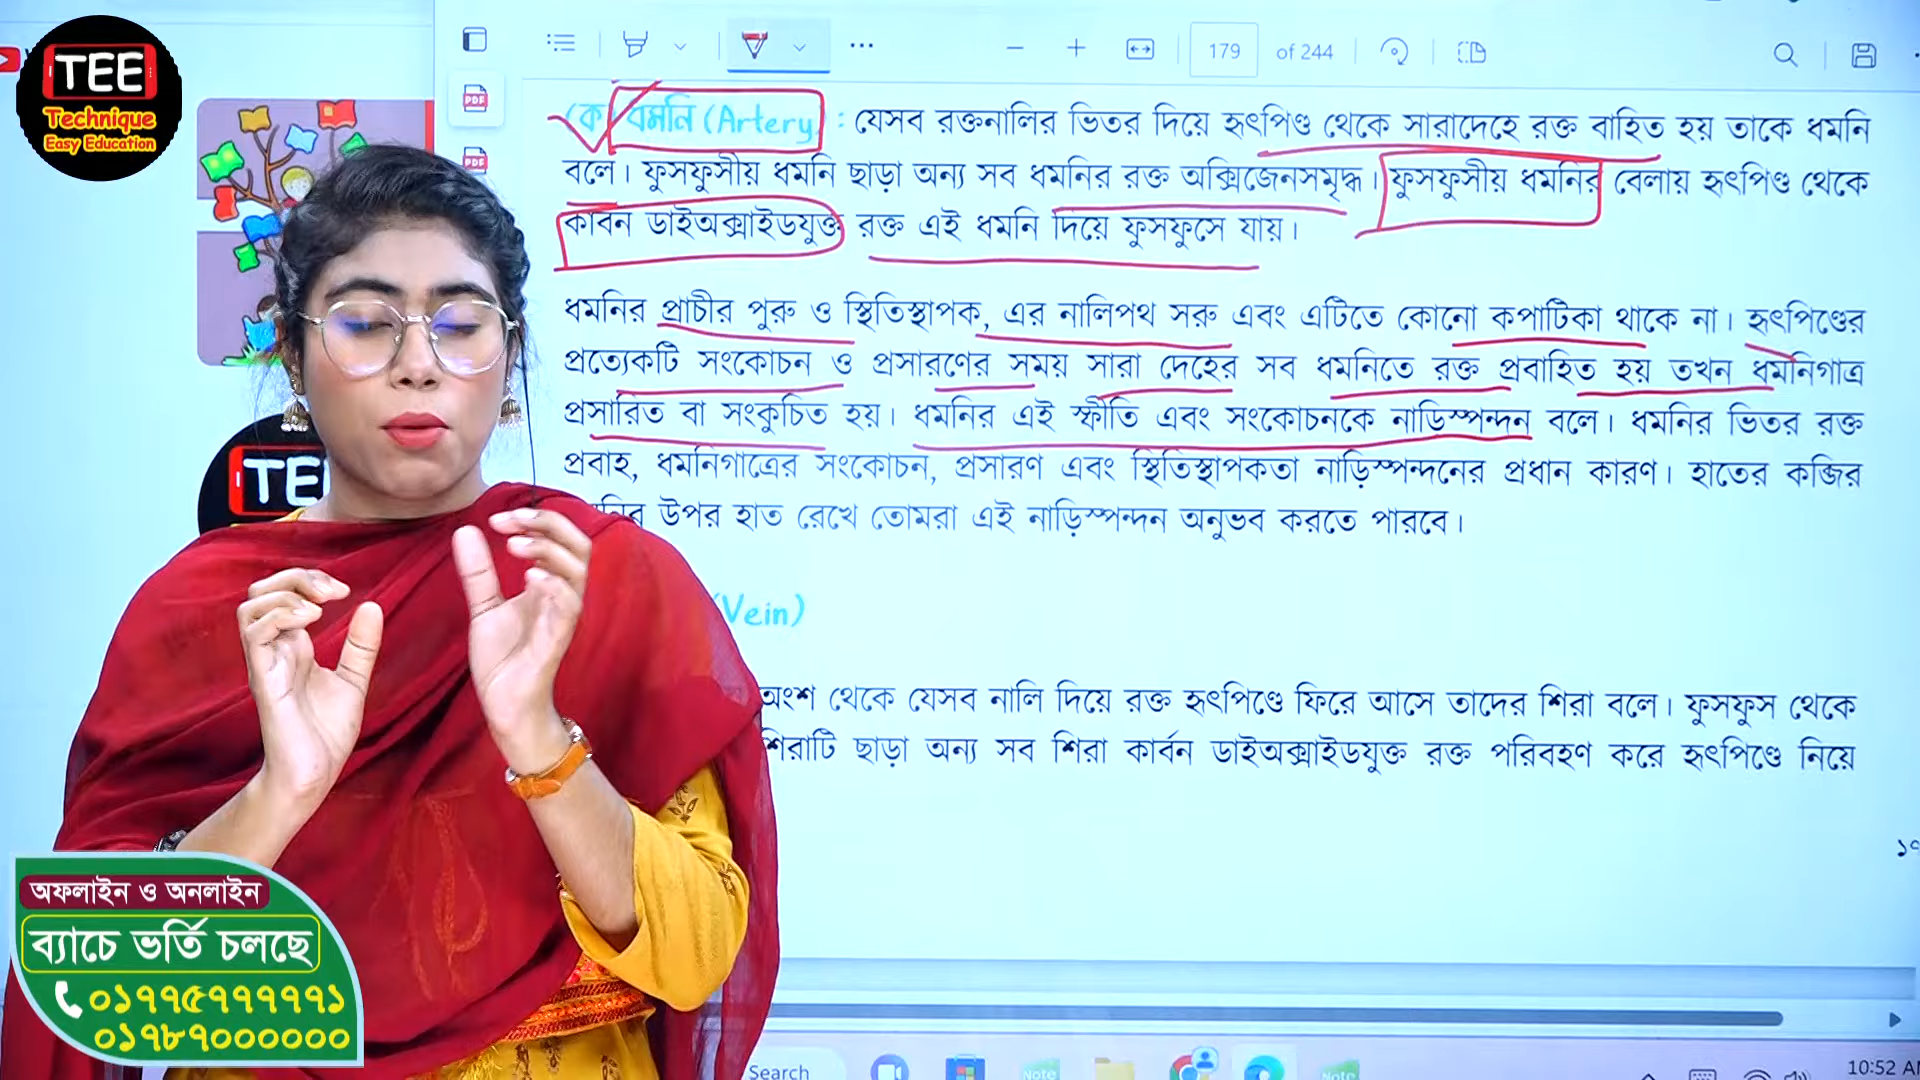 TEE
Technique
Easy Education
179 of 244
PDF
(ক) ধমনি (Artery) : যেসব রক্তনালির ভিতর দিয়ে হৃৎপিণ্ড থেকে সারাদেহে রক্ত বাহিত হয় তাকে ধমনি
বলে। ফুসফুসীয় ধমনি ছাড়া অন্য সব ধমনির রক্ত অক্সিজেনসমৃদ্ধ। ফুসফুসীয় ধমনির বেলায় হৃৎপিণ্ড থেকে
কার্বন ডাইঅক্সাইডযুক্ত রক্ত এই ধমনি দিয়ে ফুসফুসে যায়।
PDF
ধমনির প্রাচীর পুরু ও স্থিতিস্থাপক, এর নালিপথ সরু এবং এটিতে কোনো কপাটিকা থাকে না। হৃৎপিণ্ডের
প্রত্যেকটি সংকোচন ও প্রসারণের সময় সারা দেহের সব ধমনিতে রক্ত প্রবাহিত হয় তখন ধমনিগাত্র
প্রসারিত বা সংকুচিত হয়। ধমনির এই স্ফীতি এবং সংকোচনকে নাড়িস্পন্দন বলে। ধমনির ভিতর রক্ত
প্রবাহ, ধমনিগাত্রের সংকোচন, প্রসারণ এবং স্থিতিস্থাপকতা নাড়িস্পন্দনের প্রধান কারণ। হাতের কব্জির
উপর হাত রেখে তোমরা এই নাড়িস্পন্দন অনুভব করতে পারবে।
(Vein)
অংশ থেকে যেসব নালি দিয়ে রক্ত হৃৎপিণ্ডে ফিরে আসে তাদের শিরা বলে। ফুসফুস থেকে
শিরাটি ছাড়া অন্য সব শিরা কার্বন ডাইঅক্সাইডযুক্ত রক্ত পরিবহণ করে হৃৎপিণ্ডে নিয়ে
অফলাইন ও অনলাইন
ব্যাচে ভর্তি চলছে
০১৭৭৫৭৭৭৭৭১
০১৭৮৭০০০০০০
Search
Note
Note
10:52